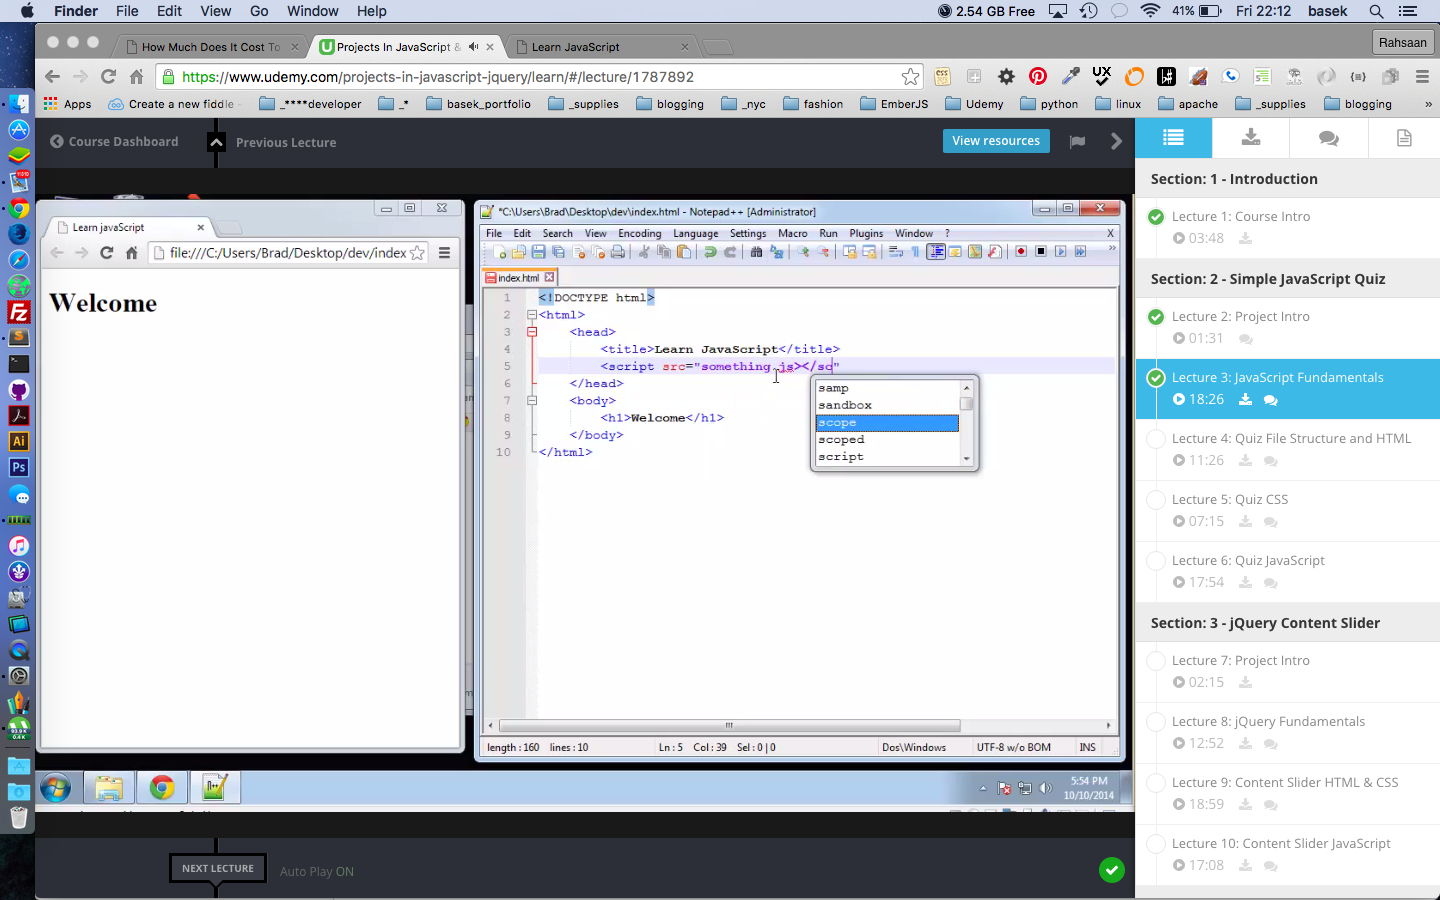 Finder File Edit View Go Window Help 2.54 GB Free 41% Fri 22:12 basek
How Much Does It Cost To
Projects In JavaScript &
Learn JavaScript
Rahsaan
https://www.udemy.com/projects-in-javascript-jquery/learn/#/lecture/1787892
Apps Create a new fiddle - _****developer _* basek_portfolio _supplies blogging _nyc fashion EmberJS Udemy python linux apache _supplies blogging »
Course Dashboard Previous Lecture View resources
Learn javaScript
file:///C:/Users/Brad/Desktop/dev/index
Welcome
*C:\Users\Brad\Desktop\dev\index.html - Notepad++ [Administrator]
File Edit Search View Encoding Language Settings Macro Run Plugins Window ? X
index.html
1 <!DOCTYPE html>
2 <html>
3 <head>
4 <title>Learn JavaScript</title>
5 <script src="something.js></sc"
6 </head>
7 <body>
8 <h1>Welcome</h1>
9 </body>
10 </html>
samp
sandbox
scope
scoped
script
length : 160 lines : 10 Ln : 5 Col : 39 Sel : 0 | 0 Dos\Windows UTF-8 w/o BOM INS
5:54 PM
10/10/2014
NEXT LECTURE Auto Play ON
Section: 1 - Introduction
Lecture 1: Course Intro
03:48
Section: 2 - Simple JavaScript Quiz
Lecture 2: Project Intro
01:31
Lecture 3: JavaScript Fundamentals
18:26
Lecture 4: Quiz File Structure and HTML
11:26
Lecture 5: Quiz CSS
07:15
Lecture 6: Quiz JavaScript
17:54
Section: 3 - jQuery Content Slider
Lecture 7: Project Intro
02:15
Lecture 8: jQuery Fundamentals
12:52
Lecture 9: Content Slider HTML & CSS
18:59
Lecture 10: Content Slider JavaScript
17:08